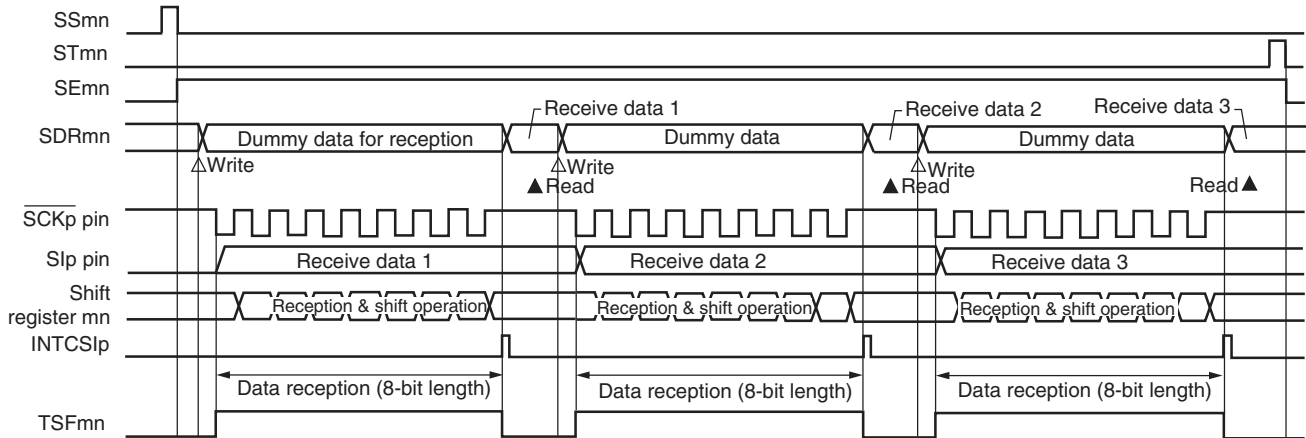 SSmn
STmn
SEmn
Receive data 1
Receive data 2
Receive data 3
SDRmn
Dummy data for reception
Dummy data
Dummy data
△Write
△Write
△Write
▲Read
▲Read
Read▲
SCKp pin
SIp pin
Receive data 1
Receive data 2
Receive data 3
Shift
register mn
Reception & shift operation
Reception & shift operation
Reception & shift operation
INTCSIp
Data reception (8-bit length)
Data reception (8-bit length)
Data reception (8-bit length)
TSFmn